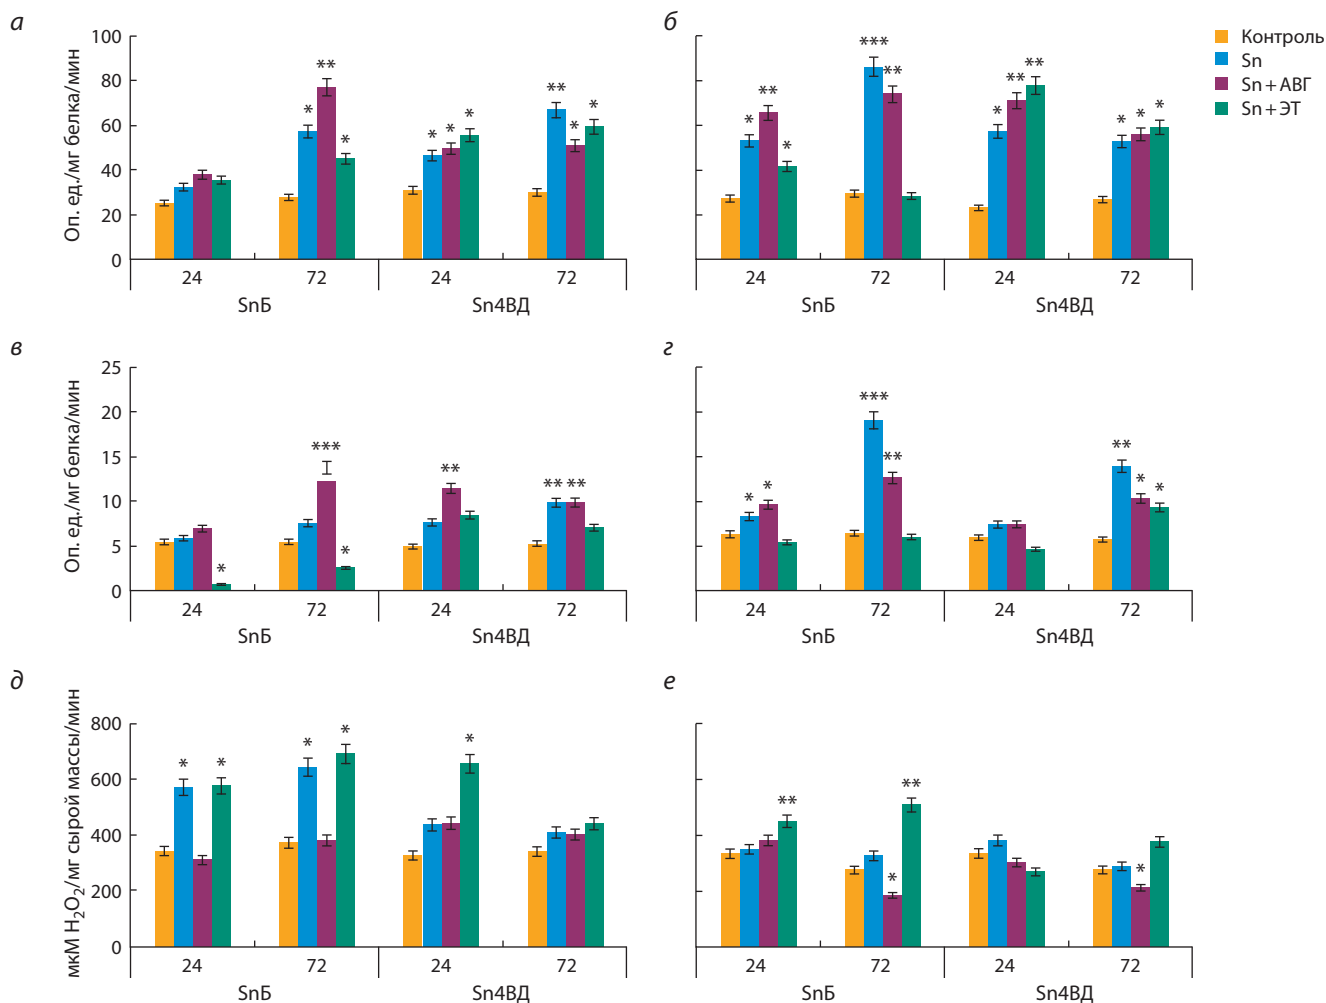 а
Оп. ед./мг белка/мин
100
80
60
40
20
0
* ** * * * * ** * *
24 72 24 72
SnБ Sn4ВД
б
* ** * *** ** * ** ** * * *
24 72 24 72
SnБ Sn4ВД
Контроль
Sn
Sn + АВГ
Sn + ЭТ
в
Оп. ед./мг белка/мин
25
20
15
10
5
0
* *** * ** ** **
24 72 24 72
SnБ Sn4ВД
г
* * *** ** ** * *
24 72 24 72
SnБ Sn4ВД
д
мкМ H₂O₂/мг сырой массы/мин
800
600
400
200
0
* * * * *
24 72 24 72
SnБ Sn4ВД
е
** * ** *
24 72 24 72
SnБ Sn4ВД